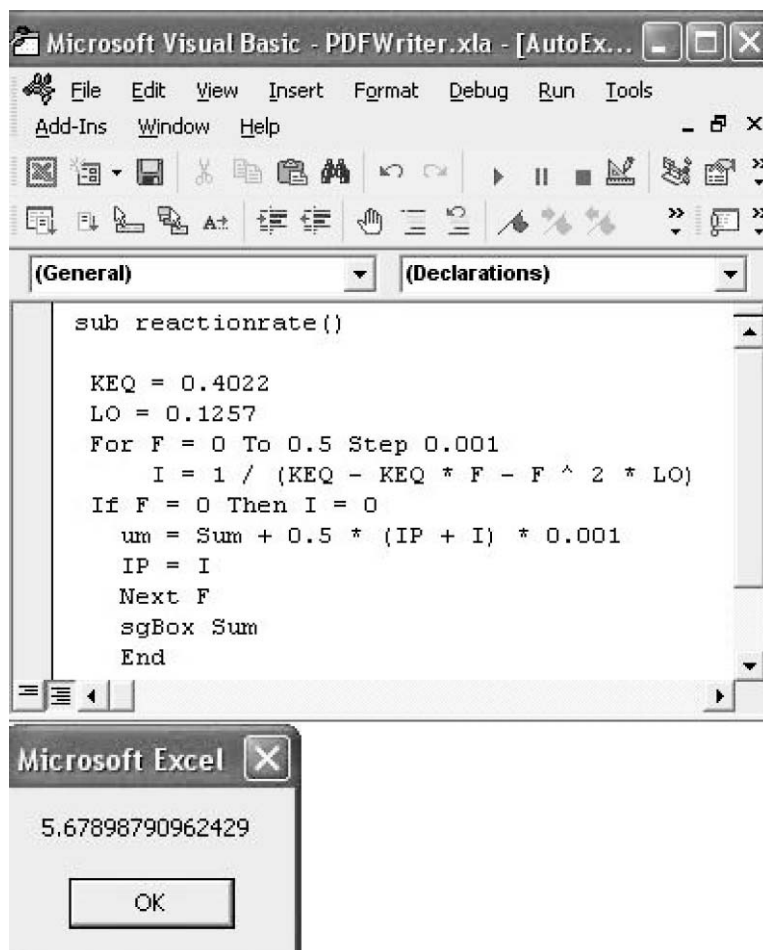 Microsoft Visual Basic - PDFWriter.xla - [AutoEx...
File Edit View Insert Format Debug Run Tools
Add-Ins Window Help
(General) (Declarations)
sub reactionrate()
KEQ = 0.4022
LO = 0.1257
For F = 0 To 0.5 Step 0.001
I = 1 / (KEQ - KEQ * F - F ^ 2 * LO)
If F = 0 Then I = 0
um = Sum + 0.5 * (IP + I) * 0.001
IP = I
Next F
sgBox Sum
End
Microsoft Excel
5.67898790962429
OK